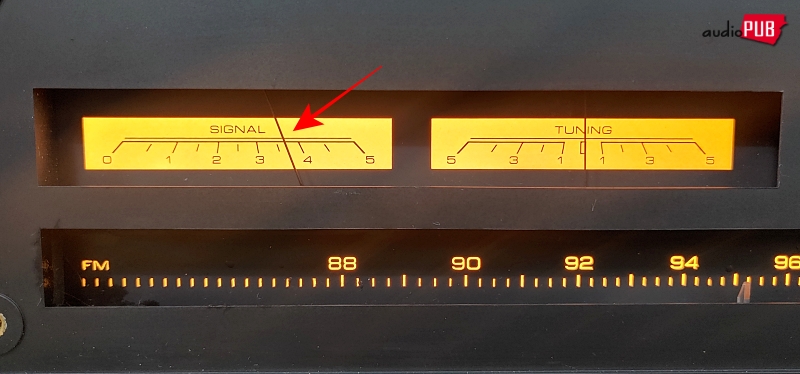 audioPUB
SIGNAL
0 1 2 3 4 5
TUNING
5 3 1 1 3 5
FM 88 90 92 94 96